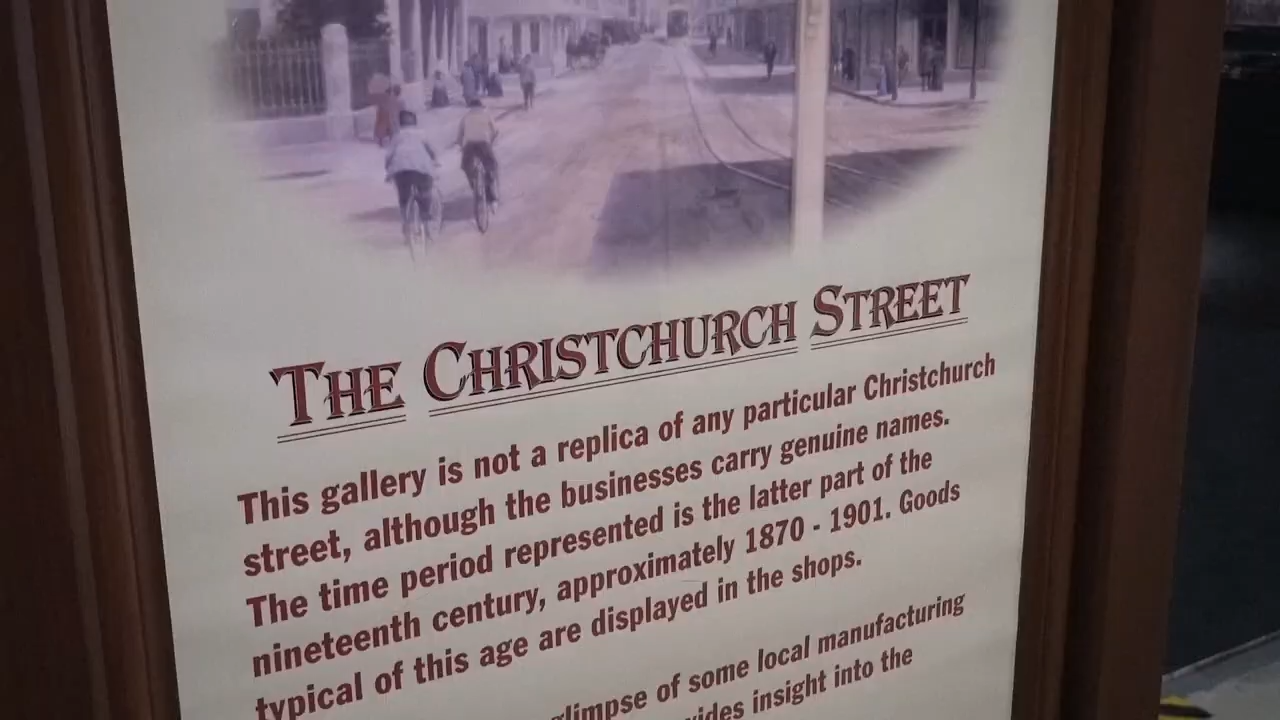 THE CHRISTCHURCH STREET
This gallery is not a replica of any particular Christchurch
street, although the businesses carry genuine names.
The time period represented is the latter part of the
nineteenth century, approximately 1870 - 1901. Goods
typical of this age are displayed in the shops.
glimpse of some local manufacturing
insight into the